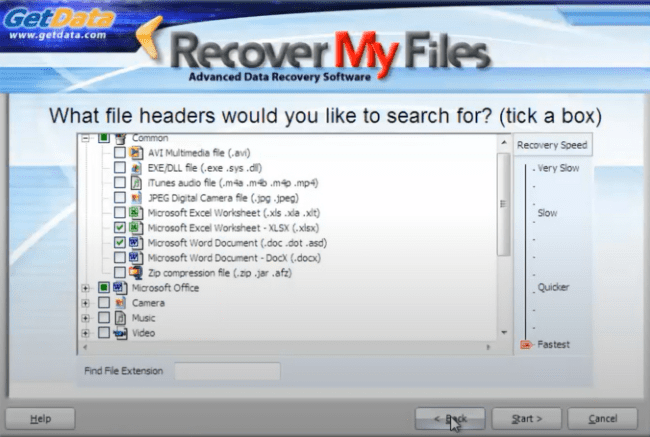 GetData
www.getdata.com
Recover My Files
Advanced Data Recovery Software
What file headers would you like to search for? (tick a box)
Common
AVI Multimedia file (.avi)
EXE/DLL file (.exe .sys .dll)
iTunes audio file (.m4a .m4b .m4p .mp4)
JPEG Digital Camera file (.jpg .jpeg)
Microsoft Excel Worksheet (.xls .xla .xlt)
Microsoft Excel Worksheet - XLSX (.xlsx)
Microsoft Word Document (.doc .dot .asd)
Microsoft Word Document - DocX (.docx)
Zip compression file (.zip .jar .afz)
Microsoft Office
Camera
Music
Video
Recovery Speed
Very Slow
Slow
Quicker
Fastest
Find File Extension
Help
< Back
Start >
Cancel